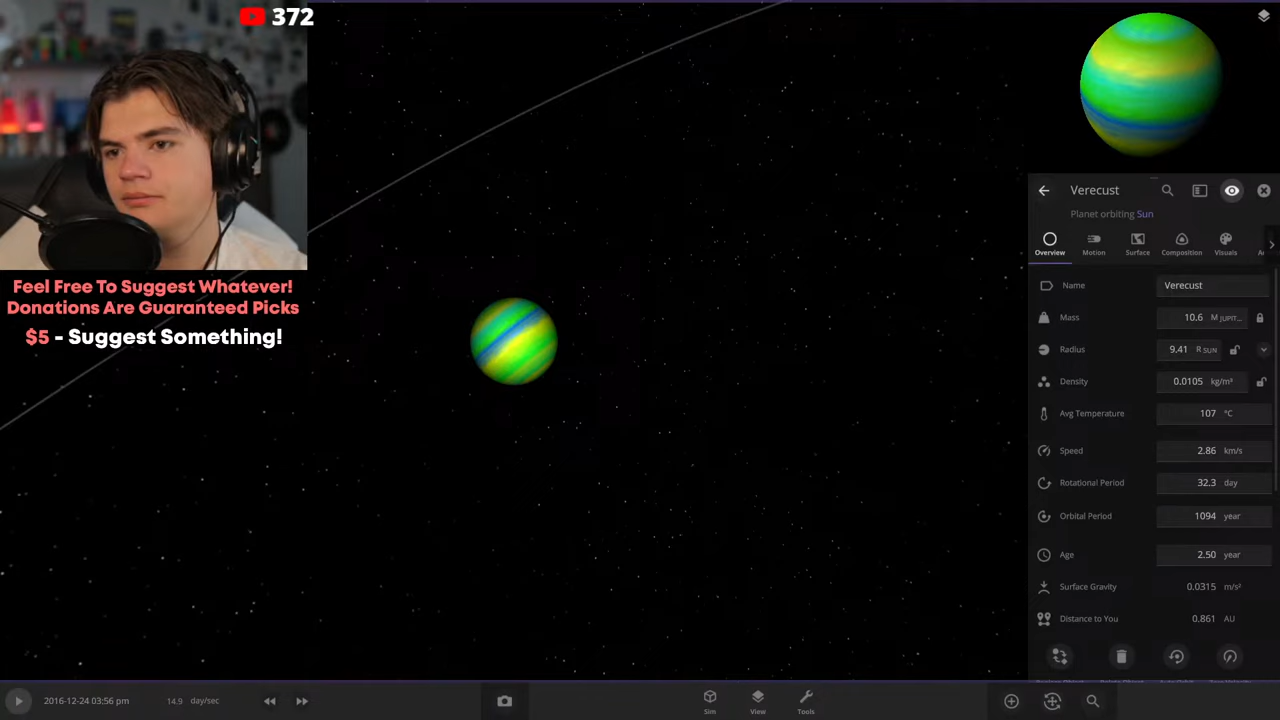 372
Feel Free To Suggest Whatever!
Donations Are Guaranteed Picks
$5 - Suggest Something!
Verecust
Planet orbiting Sun
Overview Motion Surface Composition Visuals
Name Verecust
Mass 10.6 M JUPIT...
Radius 9.41 R SUN
Density 0.0105 kg/m³
Avg Temperature 107 °C
Speed 2.86 km/s
Rotational Period 32.3 day
Orbital Period 1094 year
Age 2.50 year
Surface Gravity 0.0315 m/s²
Distance to You 0.861 AU
2016-12-24 03:56 pm 14.9 day/sec
Sim View Tools